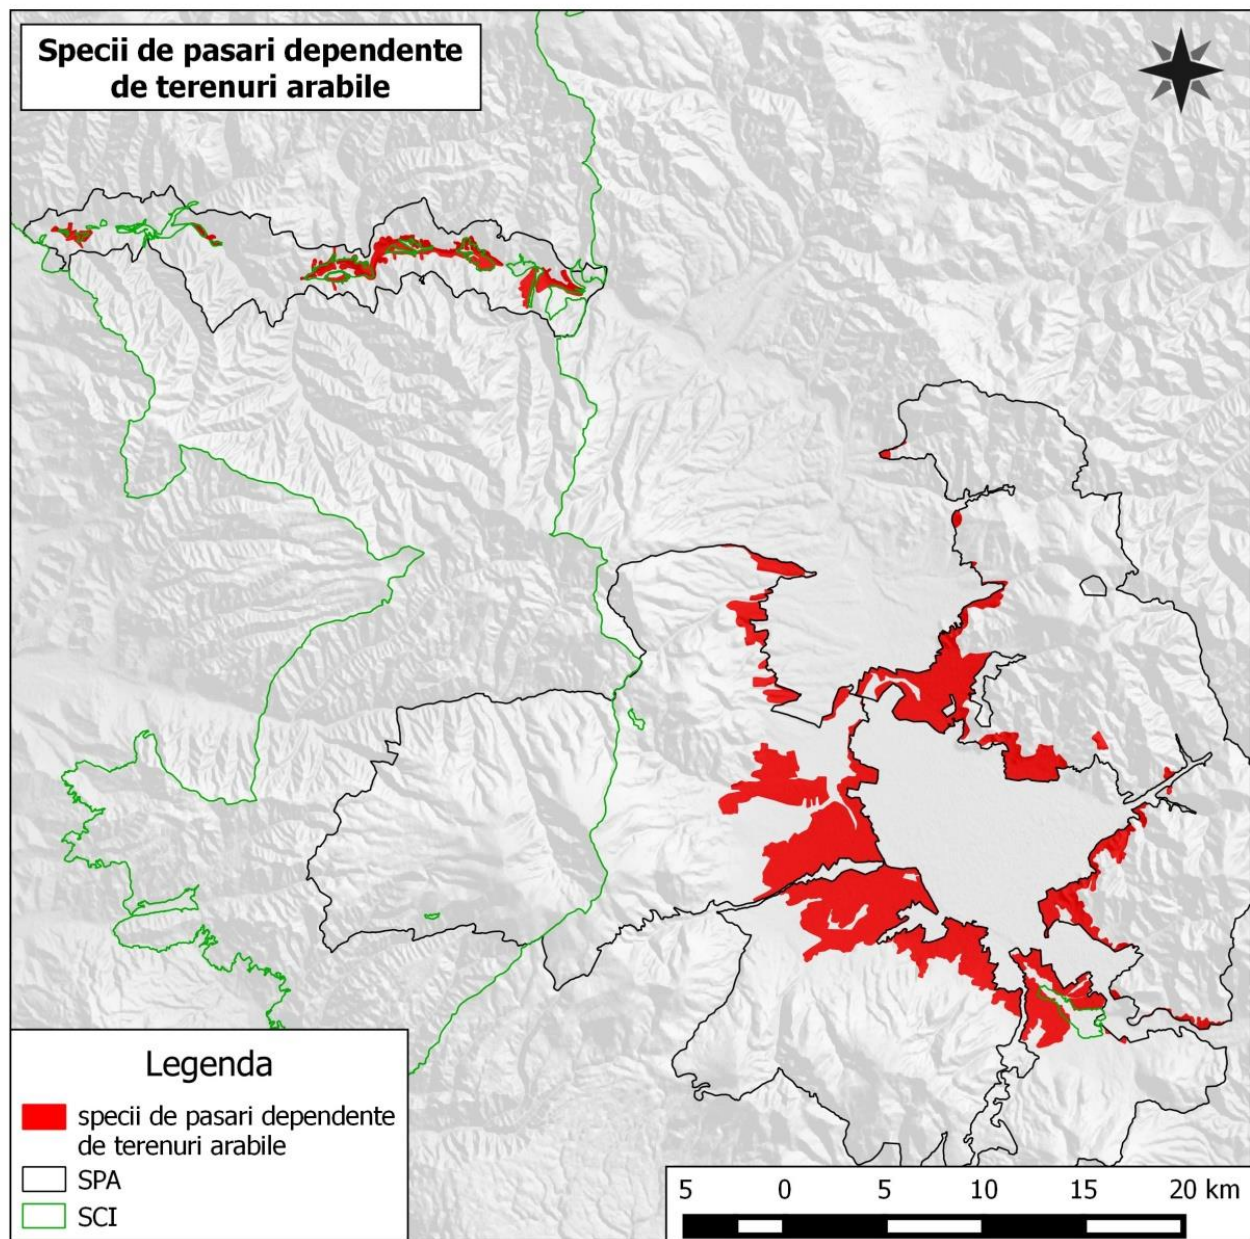 Specii de pasari dependente
de terenuri arabile
Legenda
specii de pasari dependente
de terenuri arabile
SPA
SCI
5 0 5 10 15 20 km